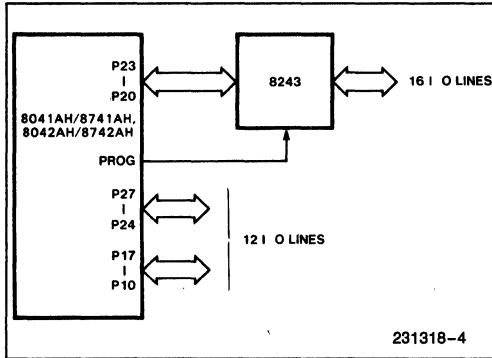 P23
I
P20
8243
16 I O LINES
8041AH/8741AH,
8042AH/8742AH
PROG
P27
I
P24
12 I O LINES
P17
I
P10
231318-4